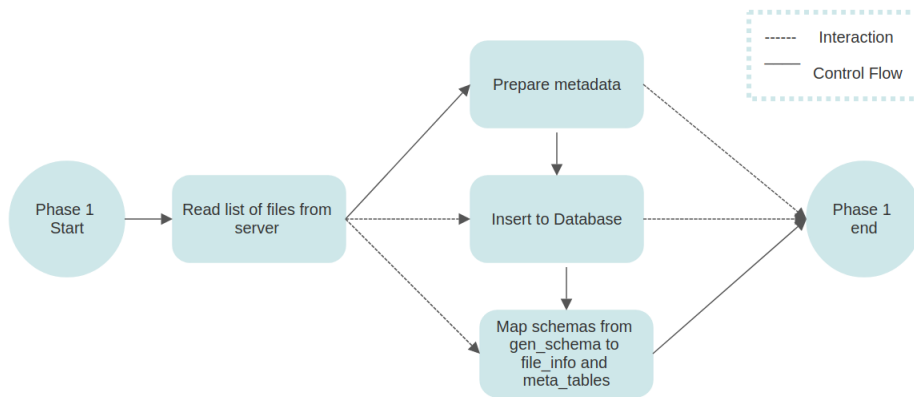 Interaction
Control Flow
Prepare metadata
Phase 1
Start
Read list of files from
server
Insert to Database
Phase 1
end
Map schemas from
gen_schema to
file_info and
meta_tables